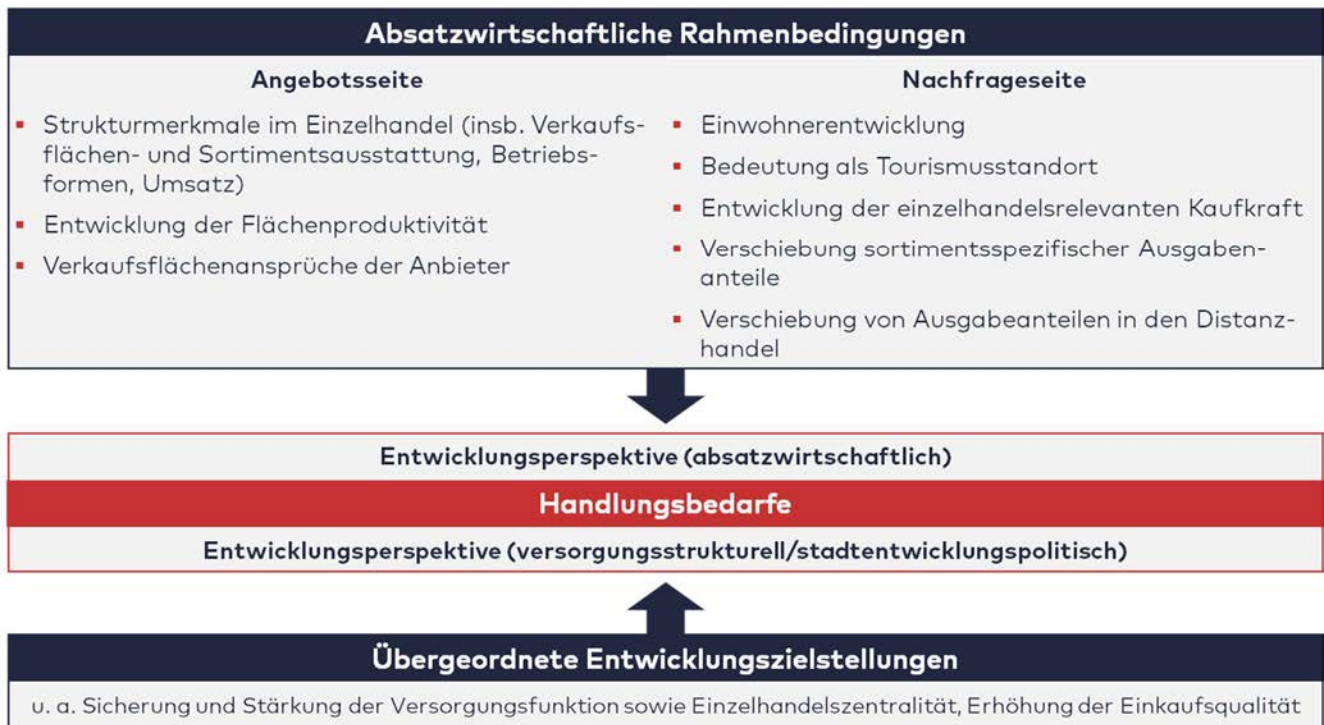 Absatzwirtschaftliche Rahmenbedingungen
Angebotsseite
▪ Strukturmerkmale im Einzelhandel (insb. Verkaufs-
flächen- und Sortimentsausstattung, Betriebs-
formen, Umsatz)
▪ Entwicklung der Flächenproduktivität
▪ Verkaufsflächenansprüche der Anbieter
Nachfrageseite
▪ Einwohnerentwicklung
▪ Bedeutung als Tourismusstandort
▪ Entwicklung der einzelhandelsrelevanten Kaufkraft
▪ Verschiebung sortimentsspezifischer Ausgaben-
anteile
▪ Verschiebung von Ausgabeanteilen in den Distanz-
handel
Entwicklungsperspektive (absatzwirtschaftlich)
Handlungsbedarfe
Entwicklungsperspektive (versorgungsstrukturell/stadtentwicklungspolitisch)
Übergeordnete Entwicklungszielstellungen
u. a. Sicherung und Stärkung der Versorgungsfunktion sowie Einzelhandelszentralität, Erhöhung der Einkaufsqualität